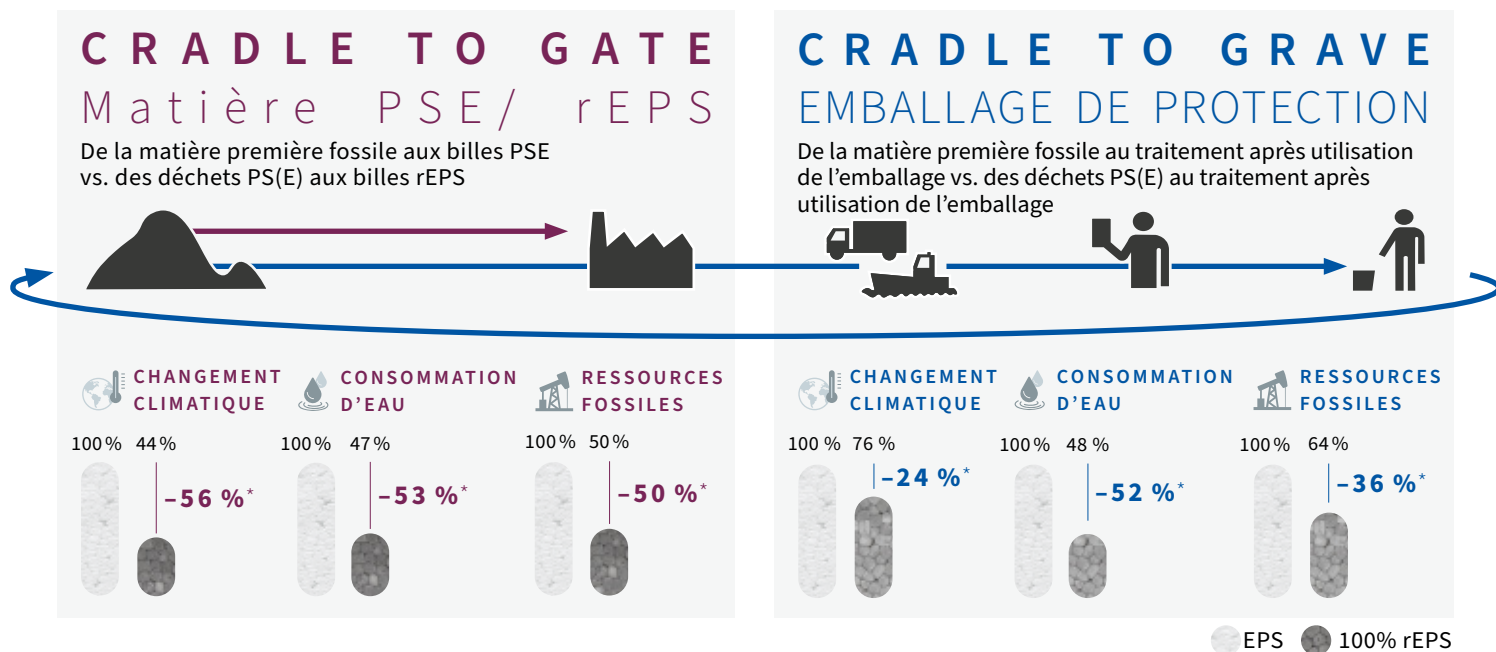 CRADLE TO GATE
Matière PSE/ rEPS
De la matière première fossile aux billes PSE
vs. des déchets PS(E) aux billes rEPS
CHANGEMENT
CLIMATIQUE
100 % 44 %
–56 %*
CONSOMMATION
D’EAU
100 % 47 %
–53 %*
RESSOURCES
FOSSILES
100 % 50 %
–50 %*
CRADLE TO GRAVE
EMBALLAGE DE PROTECTION
De la matière première fossile au traitement après utilisation
de l’emballage vs. des déchets PS(E) au traitement après
utilisation de l’emballage
CHANGEMENT
CLIMATIQUE
100 % 76 %
–24 %*
CONSOMMATION
D’EAU
100 % 48 %
–52 %*
RESSOURCES
FOSSILES
100 % 64 %
–36 %*
EPS 100% rEPS